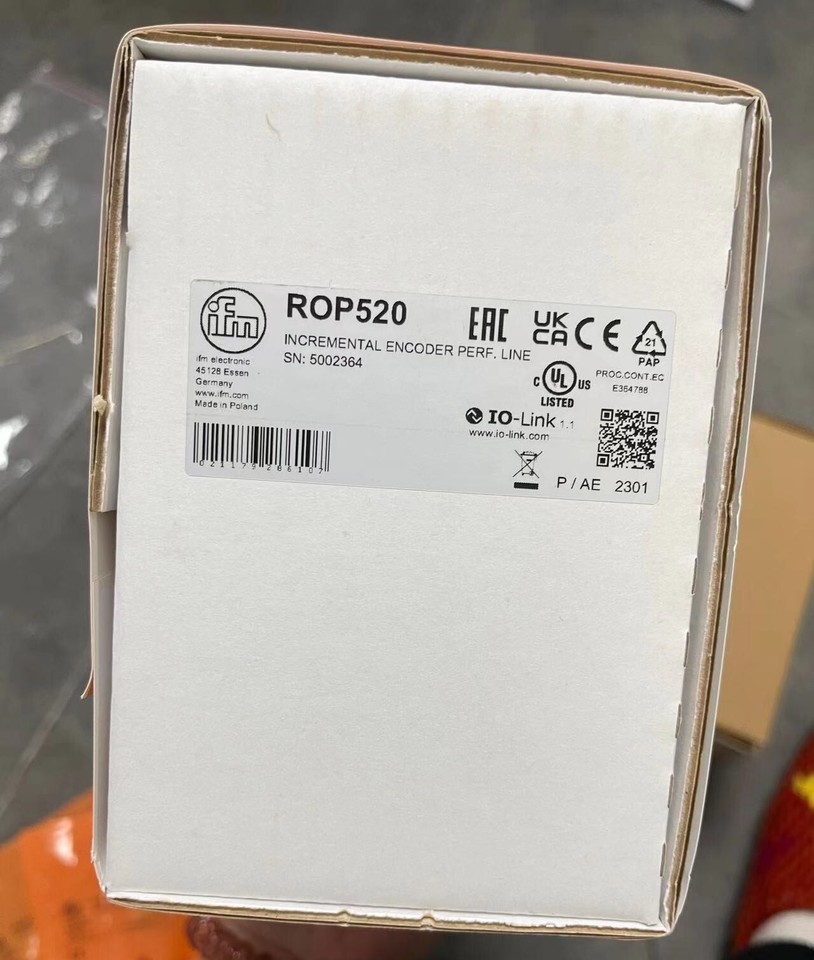 ifm
ROP520
EAC
UK
CA
CE
21
PAP
INCREMENTAL ENCODER PERF. LINE
SN: 5002364
ifm electronic
45128 Essen
Germany
www.ifm.com
Made in Poland
C UL US
LISTED
PROC.CONT.EQ
E364788
IO-Link 1.1
www.io-link.com
021179286107
P / AE 2301